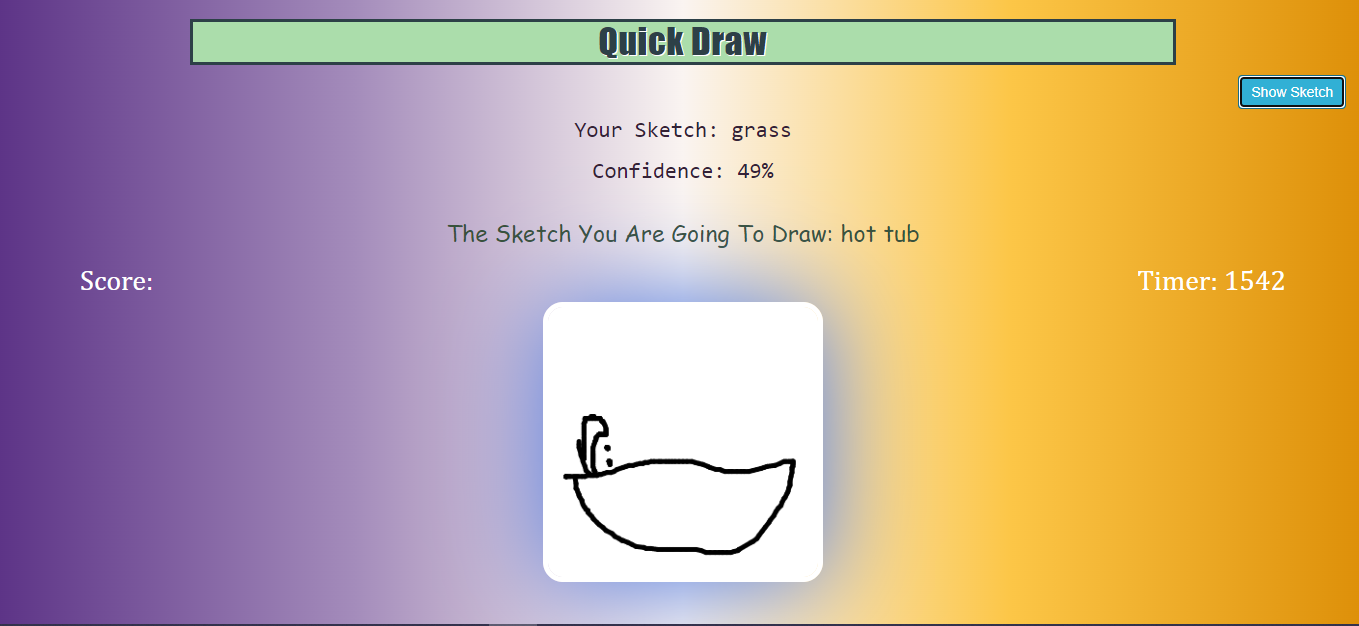 Quick Draw
Show Sketch
Your Sketch: grass
Confidence: 49%
The Sketch You Are Going To Draw: hot tub
Score:
Timer: 1542